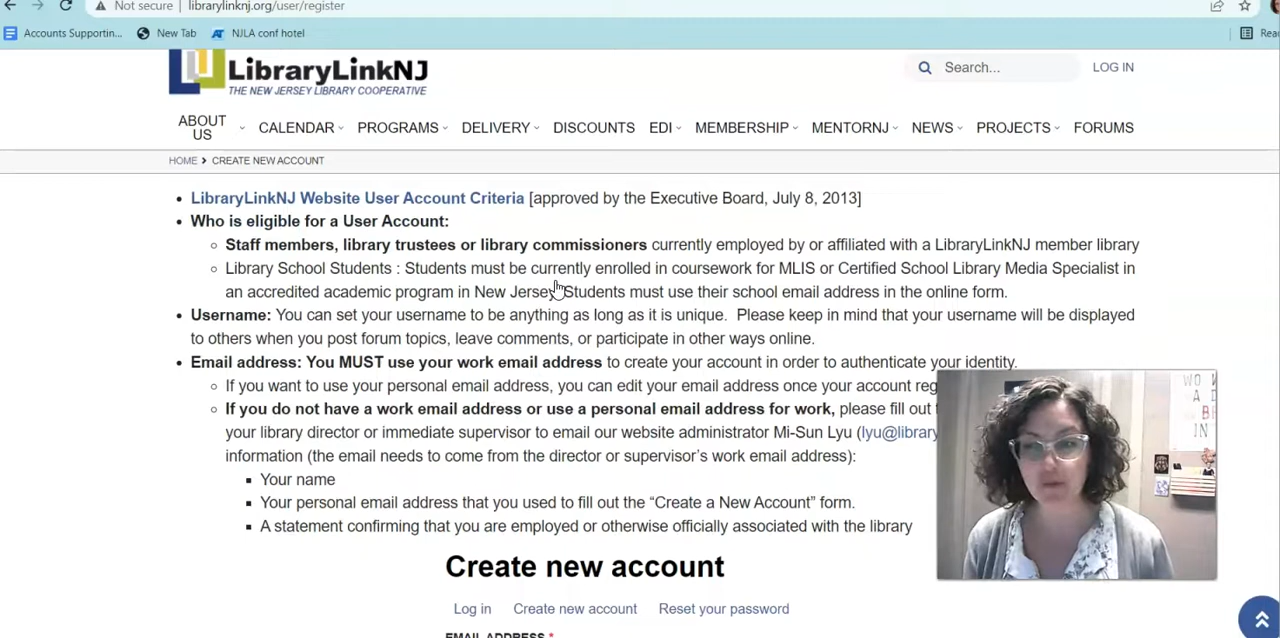 Not secure | librarylinknj.org/user/register
Accounts Supportin... New Tab NJLA conf hotel Rea
LibraryLinkNJ
THE NEW JERSEY LIBRARY COOPERATIVE
Search... LOG IN
ABOUT US CALENDAR PROGRAMS DELIVERY DISCOUNTS EDI MEMBERSHIP MENTORNJ NEWS PROJECTS FORUMS
HOME > CREATE NEW ACCOUNT
• LibraryLinkNJ Website User Account Criteria [approved by the Executive Board, July 8, 2013]
• Who is eligible for a User Account:
○ Staff members, library trustees or library commissioners currently employed by or affiliated with a LibraryLinkNJ member library
○ Library School Students : Students must be currently enrolled in coursework for MLIS or Certified School Library Media Specialist in
an accredited academic program in New Jersey Students must use their school email address in the online form.
• Username: You can set your username to be anything as long as it is unique. Please keep in mind that your username will be displayed
to others when you post forum topics, leave comments, or participate in other ways online.
• Email address: You MUST use your work email address to create your account in order to authenticate your identity.
○ If you want to use your personal email address, you can edit your email address once your account reg
○ If you do not have a work email address or use a personal email address for work, please fill out
your library director or immediate supervisor to email our website administrator Mi-Sun Lyu (lyu@library
information (the email needs to come from the director or supervisor's work email address):
▪ Your name
▪ Your personal email address that you used to fill out the “Create a New Account” form.
▪ A statement confirming that you are employed or otherwise officially associated with the library
Create new account
Log in Create new account Reset your password
EMAIL ADDRESS *